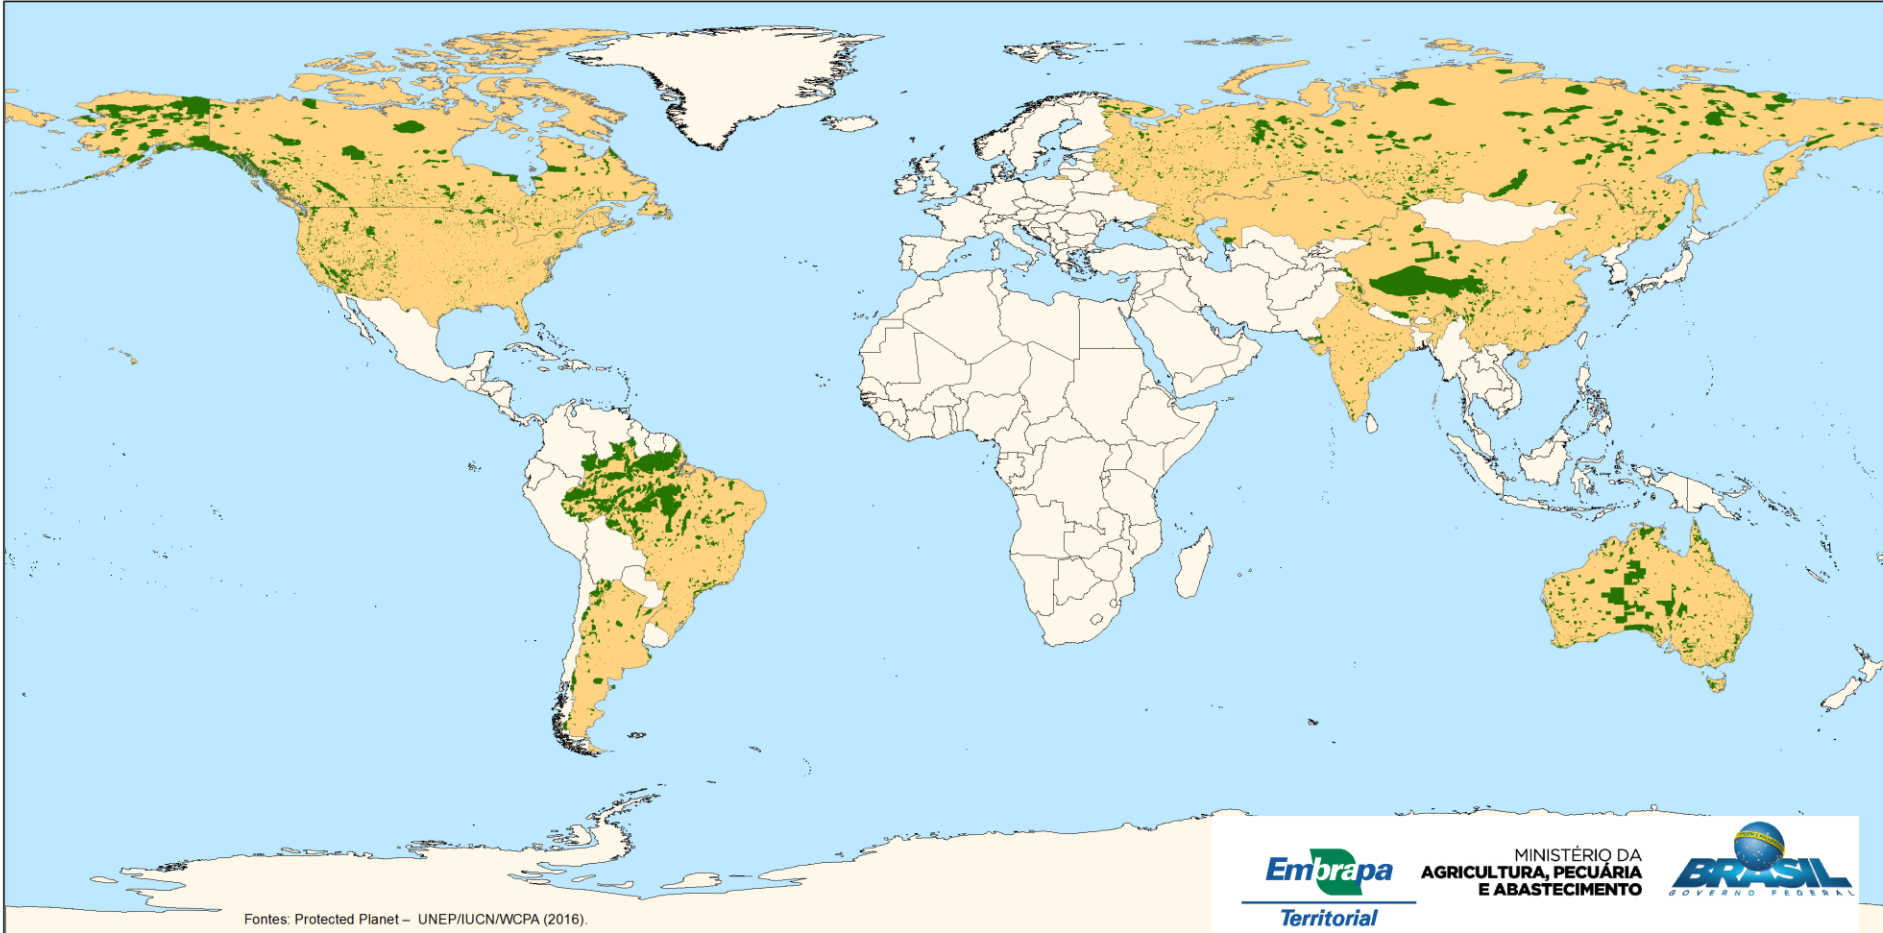 Fontes: Protected Planet – UNEP/IUCN/WCPA (2016).
Embrapa
Territorial
MINISTÉRIO DA
AGRICULTURA, PECUÁRIA
E ABASTECIMENTO
BRASIL
GOVERNO FEDERAL